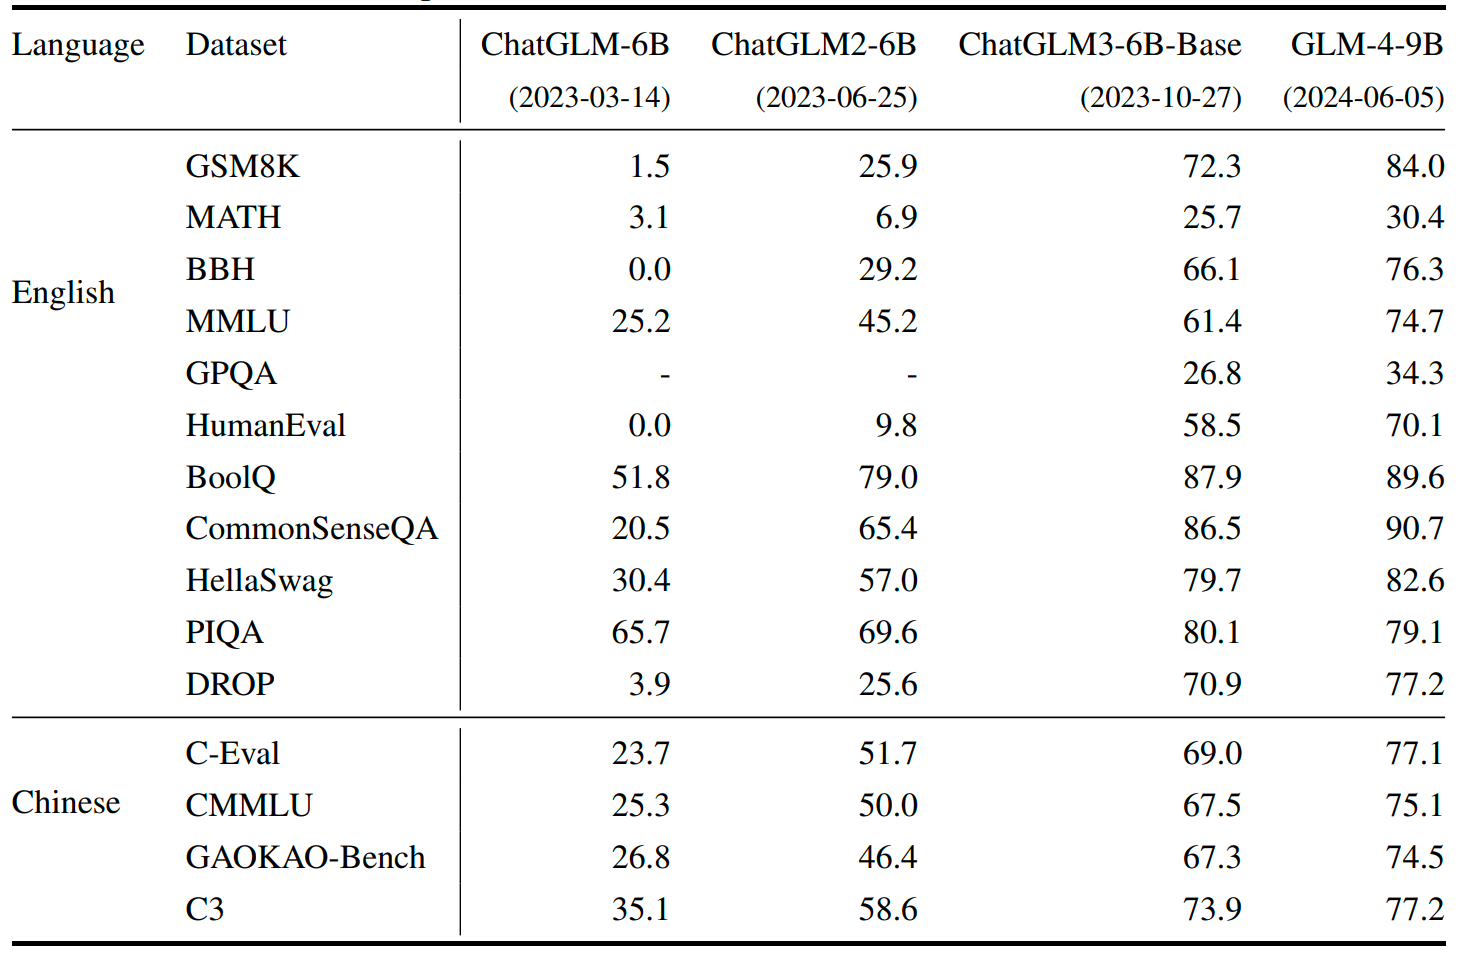 Language Dataset ChatGLM-6B ChatGLM2-6B ChatGLM3-6B-Base GLM-4-9B
(2023-03-14) (2023-06-25) (2023-10-27) (2024-06-05)
GSM8K 1.5 25.9 72.3 84.0
MATH 3.1 6.9 25.7 30.4
BBH 0.0 29.2 66.1 76.3
English
MMLU 25.2 45.2 61.4 74.7
GPQA - - 26.8 34.3
HumanEval 0.0 9.8 58.5 70.1
BoolQ 51.8 79.0 87.9 89.6
CommonSenseQA 20.5 65.4 86.5 90.7
HellaSwag 30.4 57.0 79.7 82.6
PIQA 65.7 69.6 80.1 79.1
DROP 3.9 25.6 70.9 77.2
C-Eval 23.7 51.7 69.0 77.1
Chinese CMMLU 25.3 50.0 67.5 75.1
GAOKAO-Bench 26.8 46.4 67.3 74.5
C3 35.1 58.6 73.9 77.2